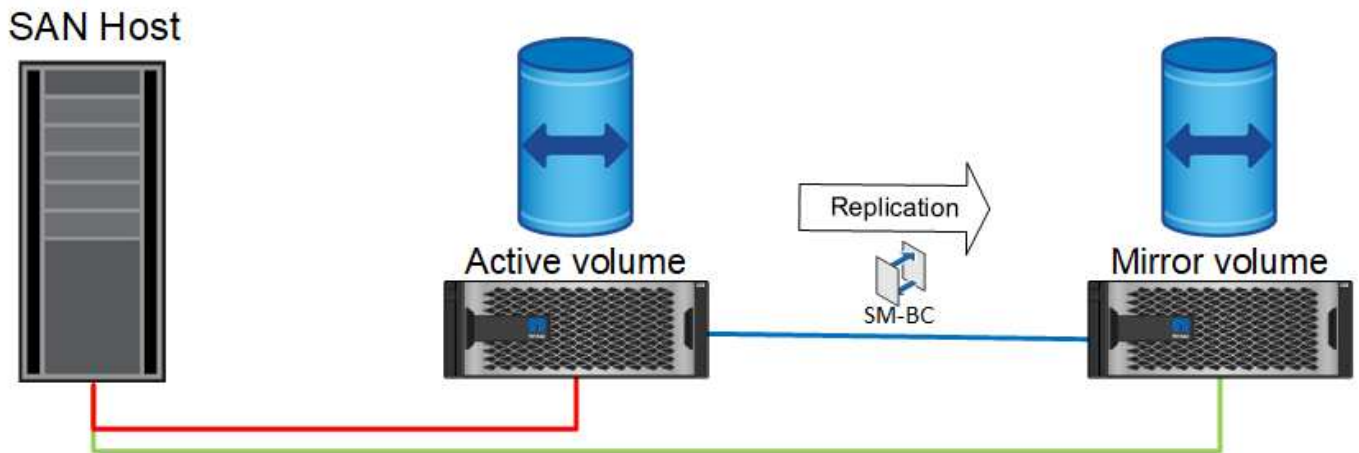 SAN Host
Replication
Active volume
Mirror volume
SM-BC